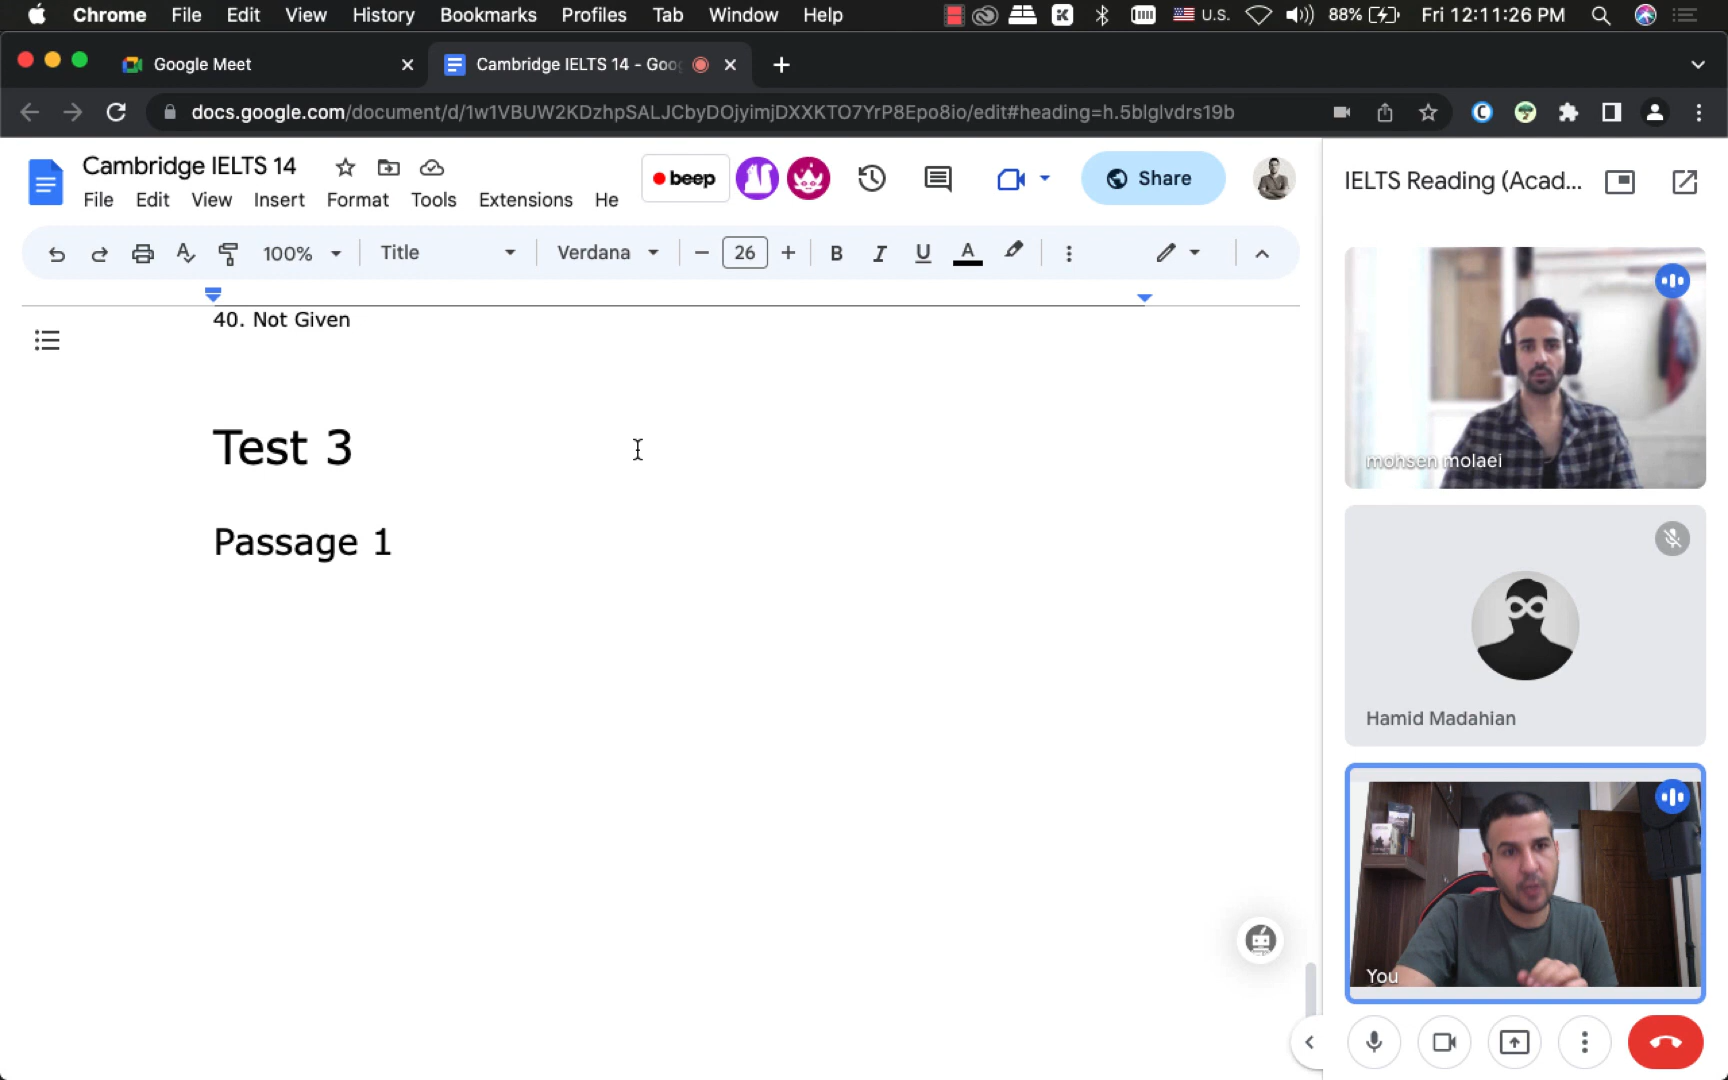 Chrome File Edit View History Bookmarks Profiles Tab Window Help U.S. 88% Fri 12:11:26 PM
Google Meet Cambridge IELTS 14 - Goo
docs.google.com/document/d/1w1VBUW2KDzhpSALJCbyDOjyimjDXXKTO7YrP8Epo8io/edit#heading=h.5blglvdrs19b
Cambridge IELTS 14 beep Share
File Edit View Insert Format Tools Extensions He
100% Title Verdana 26 B I U A
40. Not Given
Test 3
Passage 1
IELTS Reading (Acad...
mohsen molaei
Hamid Madahian
You